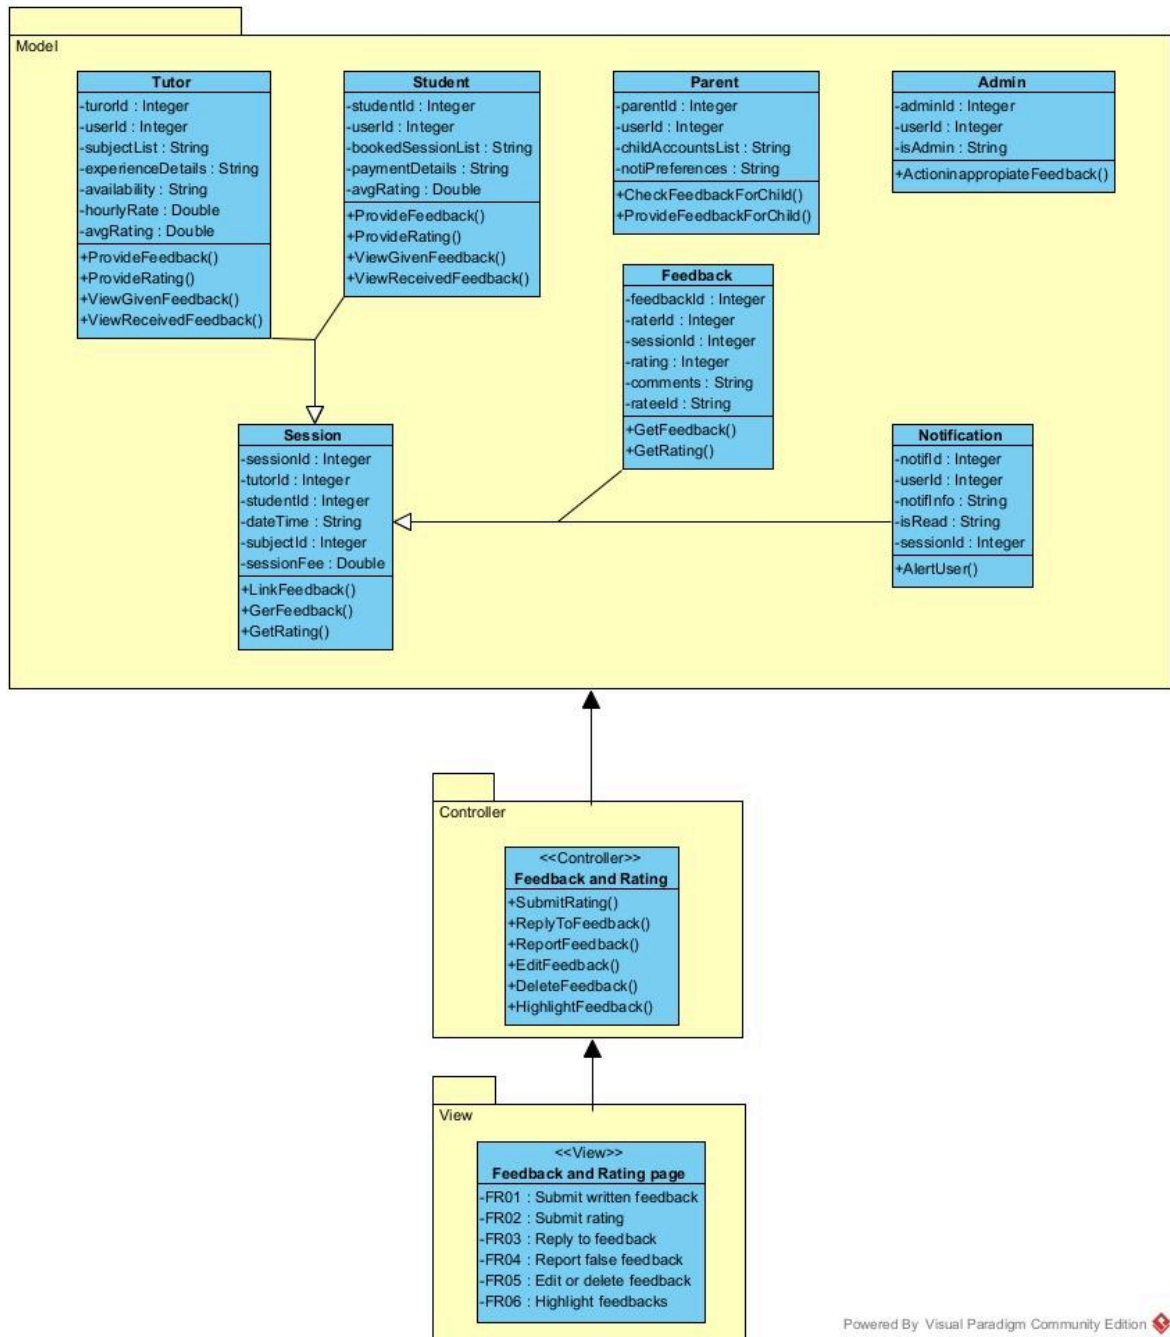 Model
Tutor
-turorId : Integer
-userId : Integer
-subjectList : String
-experienceDetails : String
-availability : String
-hourlyRate : Double
-avgRating : Double
+ProvideFeedback()
+ProvideRating()
+ViewGivenFeedback()
+ViewReceivedFeedback()
Student
-studentId : Integer
-userId : Integer
-bookedSessionList : String
-paymentDetails : String
-avgRating : Double
+ProvideFeedback()
+ProvideRating()
+ViewGivenFeedback()
+ViewReceivedFeedback()
Parent
-parentId : Integer
-userId : Integer
-childAccountsList : String
-notiPreferences : String
+CheckFeedbackForChild()
+ProvideFeedbackForChild()
Admin
-adminId : Integer
-userId : Integer
-isAdmin : String
+ActioninappropiateFeedback()
Feedback
-feedbackId : Integer
-raterId : Integer
-sessionId : Integer
-rating : Integer
-comments : String
-rateeId : String
+GetFeedback()
+GetRating()
Session
-sessionId : Integer
-tutorId : Integer
-studentId : Integer
-dateTime : String
-subjectId : Integer
-sessionFee : Double
+LinkFeedback()
+GerFeedback()
+GetRating()
Notification
-notifId : Integer
-userId : Integer
-notifInfo : String
-isRead : String
-sessionId : Integer
+AlertUser()
Controller
<<Controller>>
Feedback and Rating
+SubmitRating()
+ReplyToFeedback()
+ReportFeedback()
+EditFeedback()
+DeleteFeedback()
+HighlightFeedback()
View
<<View>>
Feedback and Rating page
-FR01 : Submit written feedback
-FR02 : Submit rating
-FR03 : Reply to feedback
-FR04 : Report false feedback
-FR05 : Edit or delete feedback
-FR06 : Highlight feedbacks
Powered By Visual Paradigm Community Edition